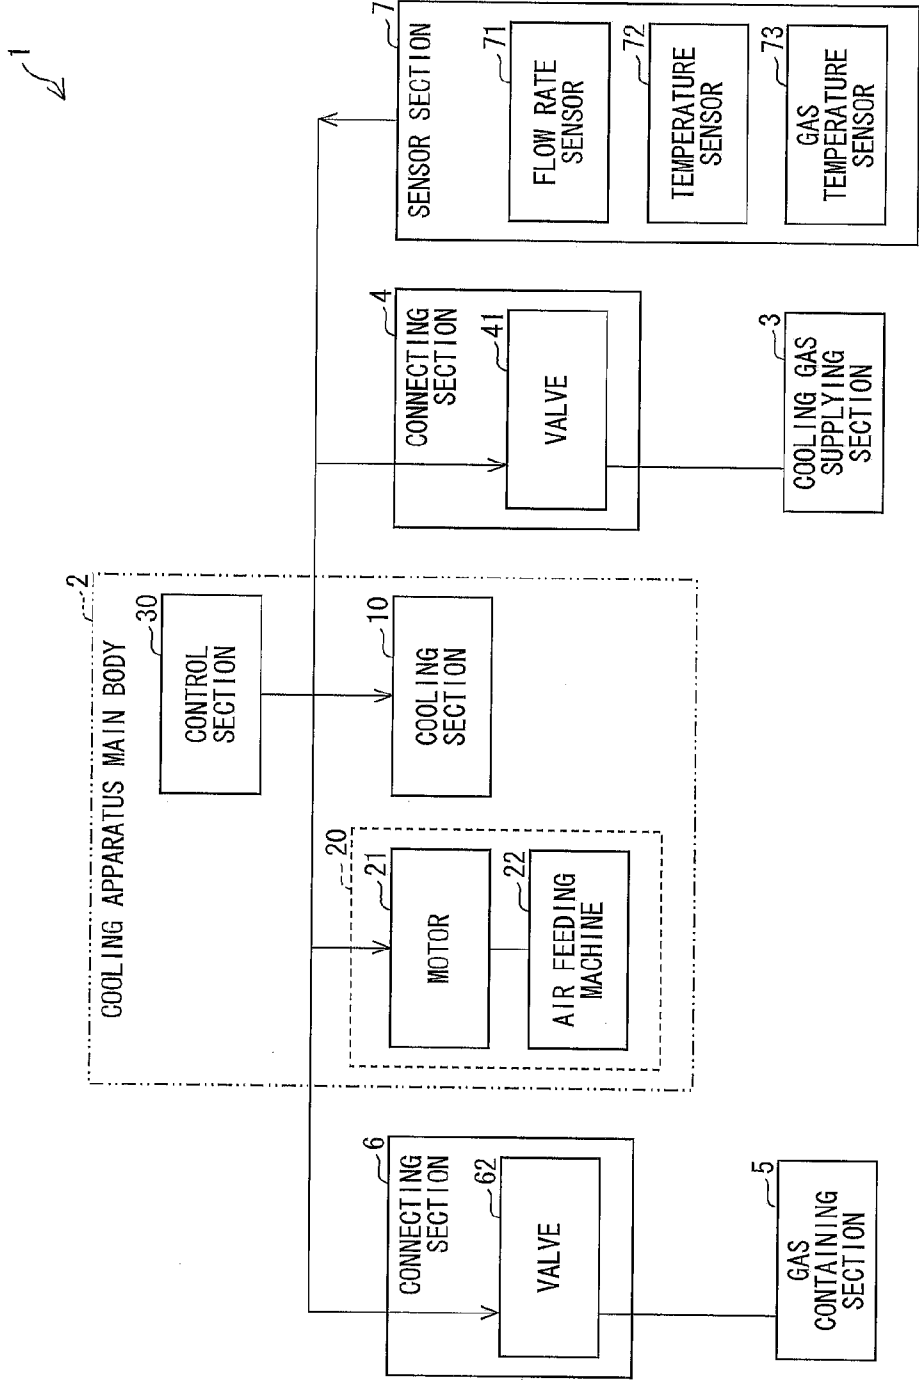 1
COOLING APPARATUS MAIN BODY
2
CONTROL
SECTION
30
COOLING
SECTION
10
20
MOTOR
21
AIR FEEDING
MACHINE
22
CONNECTING
SECTION
6
VALVE
62
GAS
CONTAINING
SECTION
5
CONNECTING
SECTION
4
VALVE
41
COOLING GAS
SUPPLYING
SECTION
3
SENSOR SECTION
7
FLOW RATE
SENSOR
71
TEMPERATURE
SENSOR
72
GAS
TEMPERATURE
SENSOR
73